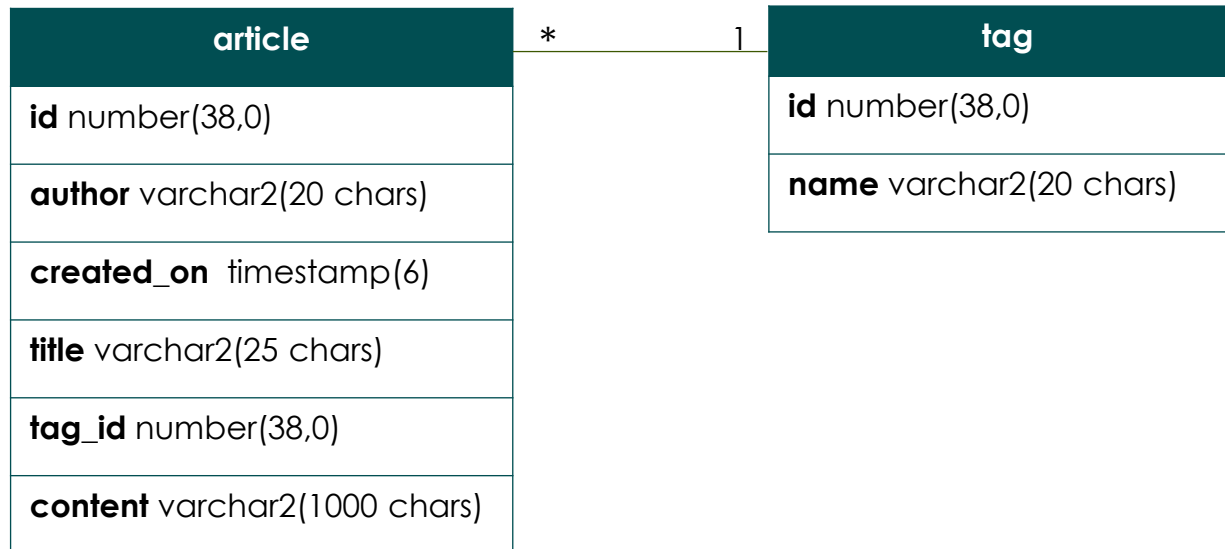 article
* 1
tag
id number(38,0)
author varchar2(20 chars)
created_on timestamp(6)
title varchar2(25 chars)
tag_id number(38,0)
content varchar2(1000 chars)
id number(38,0)
name varchar2(20 chars)